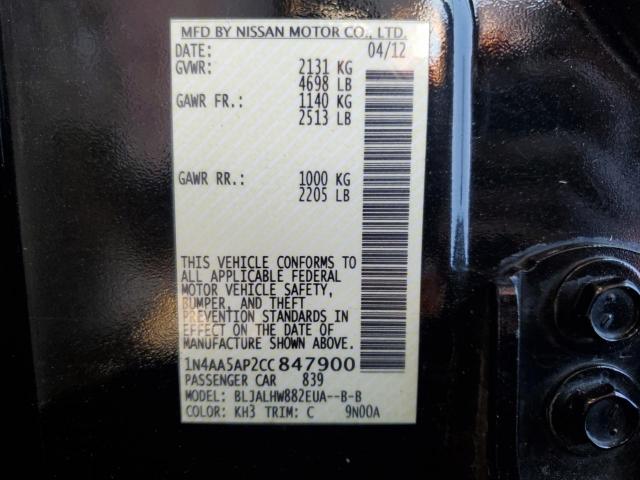 MFD BY NISSAN MOTOR CO., LTD.
DATE: 04/12
GVWR: 2131 KG
4698 LB
GAWR FR.: 1140 KG
2513 LB
GAWR RR.: 1000 KG
2205 LB
THIS VEHICLE CONFORMS TO
ALL APPLICABLE FEDERAL
MOTOR VEHICLE SAFETY,
BUMPER, AND THEFT
PREVENTION STANDARDS IN
EFFECT ON THE DATE OF
MANUFACTURE SHOWN ABOVE.
1N4AA5AP2CC847900
PASSENGER CAR 839
MODEL: BLJALHW882EUA--B-B
COLOR: KH3 TRIM: C 9N00A